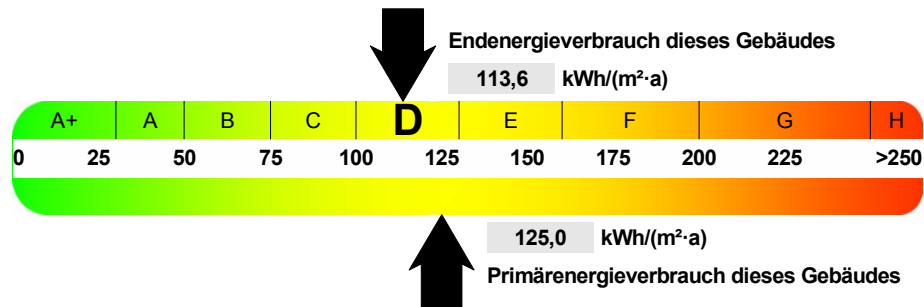 Endenergieverbrauch dieses Gebäudes
113,6 kWh/(m²·a)
A+ A B C D E F G H
0 25 50 75 100 125 150 175 200 225 >250
125,0 kWh/(m²·a)
Primärenergieverbrauch dieses Gebäudes